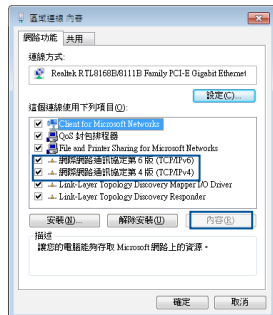 區域連線 內容
網路功能 共用
連線方式:
Realtek RTL8168B/8111B Family PCI-E Gigabit Ethernet
設定(C)...
這個連線使用下列項目(O):
Client for Microsoft Networks
QoS 封包排程器
File and Printer Sharing for Microsoft Networks
網際網路通訊協定第 6 版 (TCP/IPv6)
網際網路通訊協定第 4 版 (TCP/IPv4)
Link-Layer Topology Discovery Mapper I/O Driver
Link-Layer Topology Discovery Responder
安裝(N)... 解除安裝(U) 內容(R)
描述
讓您的電腦能夠存取 Microsoft 網路上的資源。
確定 取消